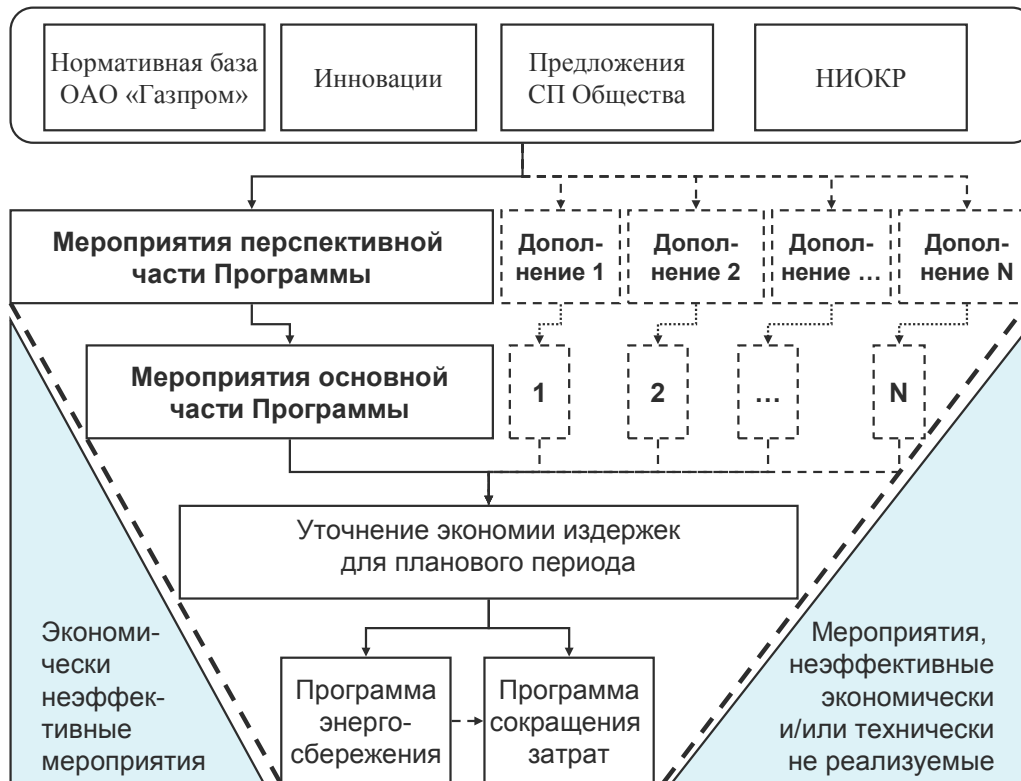 Нормативная база
ОАО «Газпром»
Инновации
Предложения
СП Общества
НИОКР
Мероприятия перспективной
части Программы
Допол-
нение 1
Допол-
нение 2
Допол-
нение …
Допол-
нение N
Мероприятия основной
части Программы
1
2
…
N
Уточнение экономии издержек
для планового периода
Экономи-
чески
неэффек-
тивные
мероприятия
Программа
энерго-
сбережения
Программа
сокращения
затрат
Мероприятия,
неэффективные
экономически
и/или технически
не реализуемые